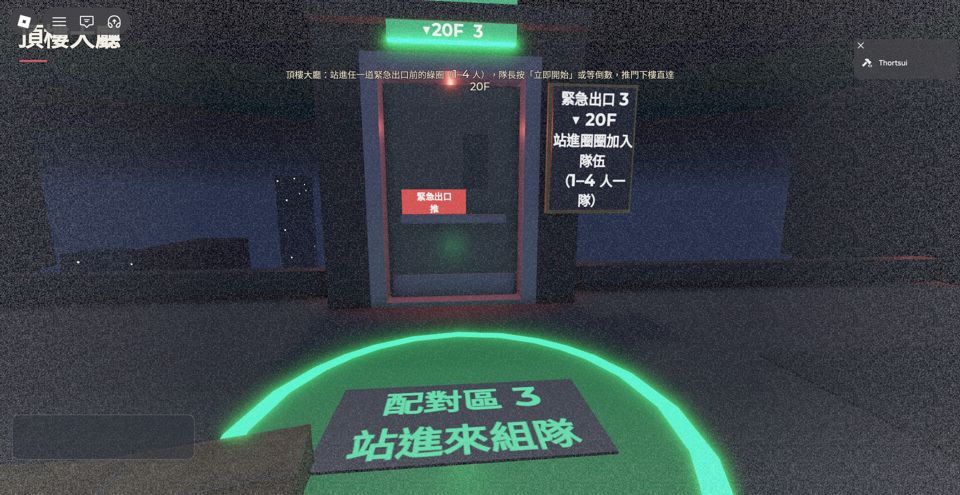 頂樓大廳
▼20F 3
Thortsui
頂樓大廳：站進任一道緊急出口前的綠圈（1–4 人），隊長按「立即開始」或等倒數，推門下樓直達
20F
緊急出口 3
▼ 20F
站進圈圈加入
隊伍
（1–4 人一
隊）
緊急出口
推
配對區 3
站進來組隊